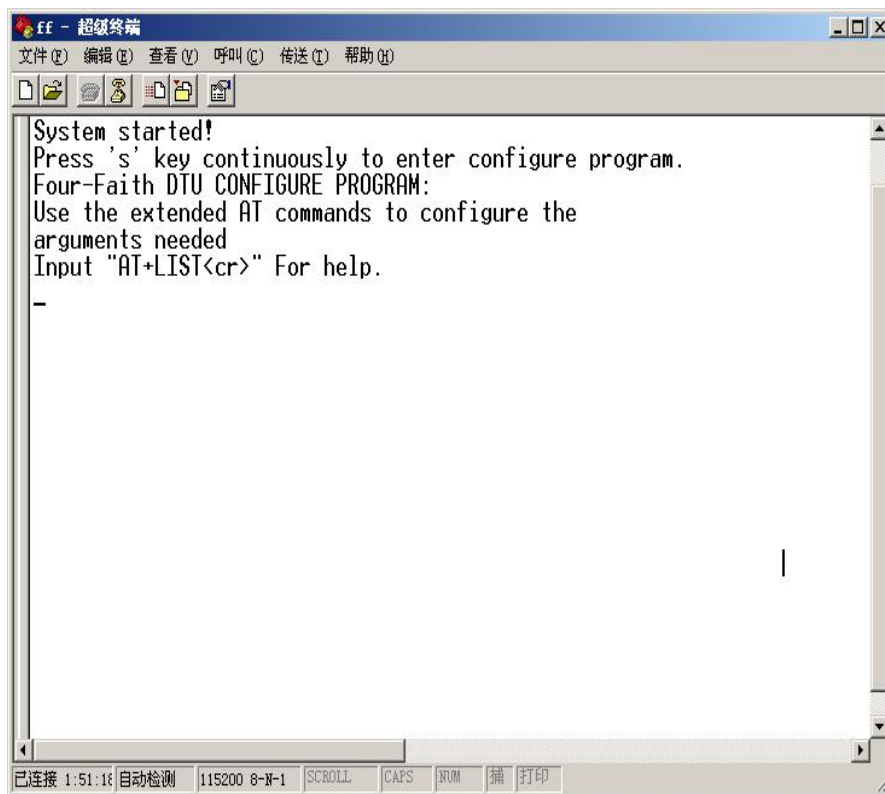 ff - 超级终端
文件(F) 编辑(E) 查看(V) 呼叫(C) 传送(T) 帮助(H)
System started!
Press 's' key continuously to enter configure program.
Four-Faith DTU CONFIGURE PROGRAM:
Use the extended AT commands to configure the
arguments needed
Input "AT+LIST<cr>" For help.
已连接 1:51:18 自动检测 115200 8-N-1 SCROLL CAPS NUM 捕 打印